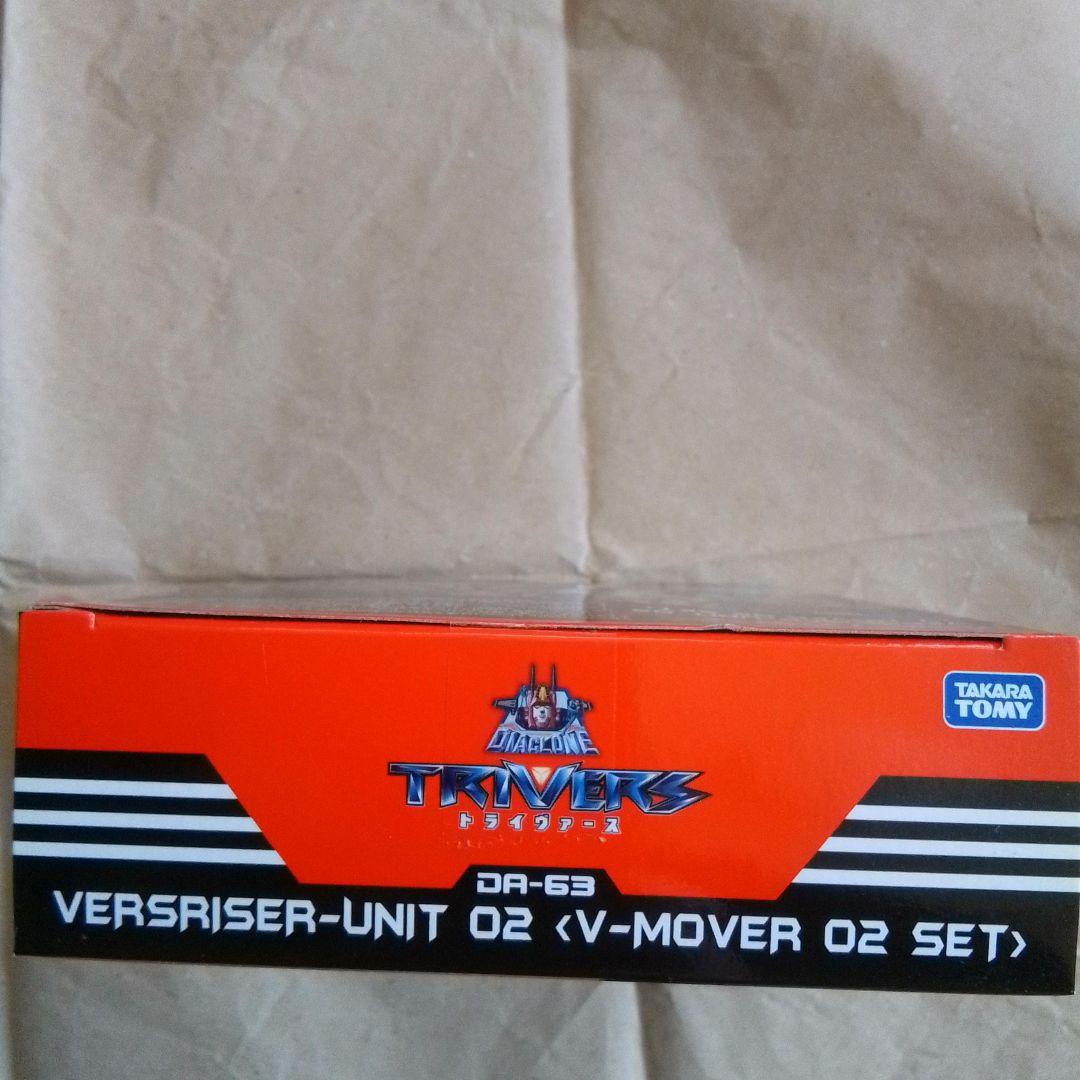 TAKARA
TOMY
DIACLONE
TRIVERS
トライヴァース
DA-63
VERSRISER-UNIT 02 <V-MOVER 02 SET>